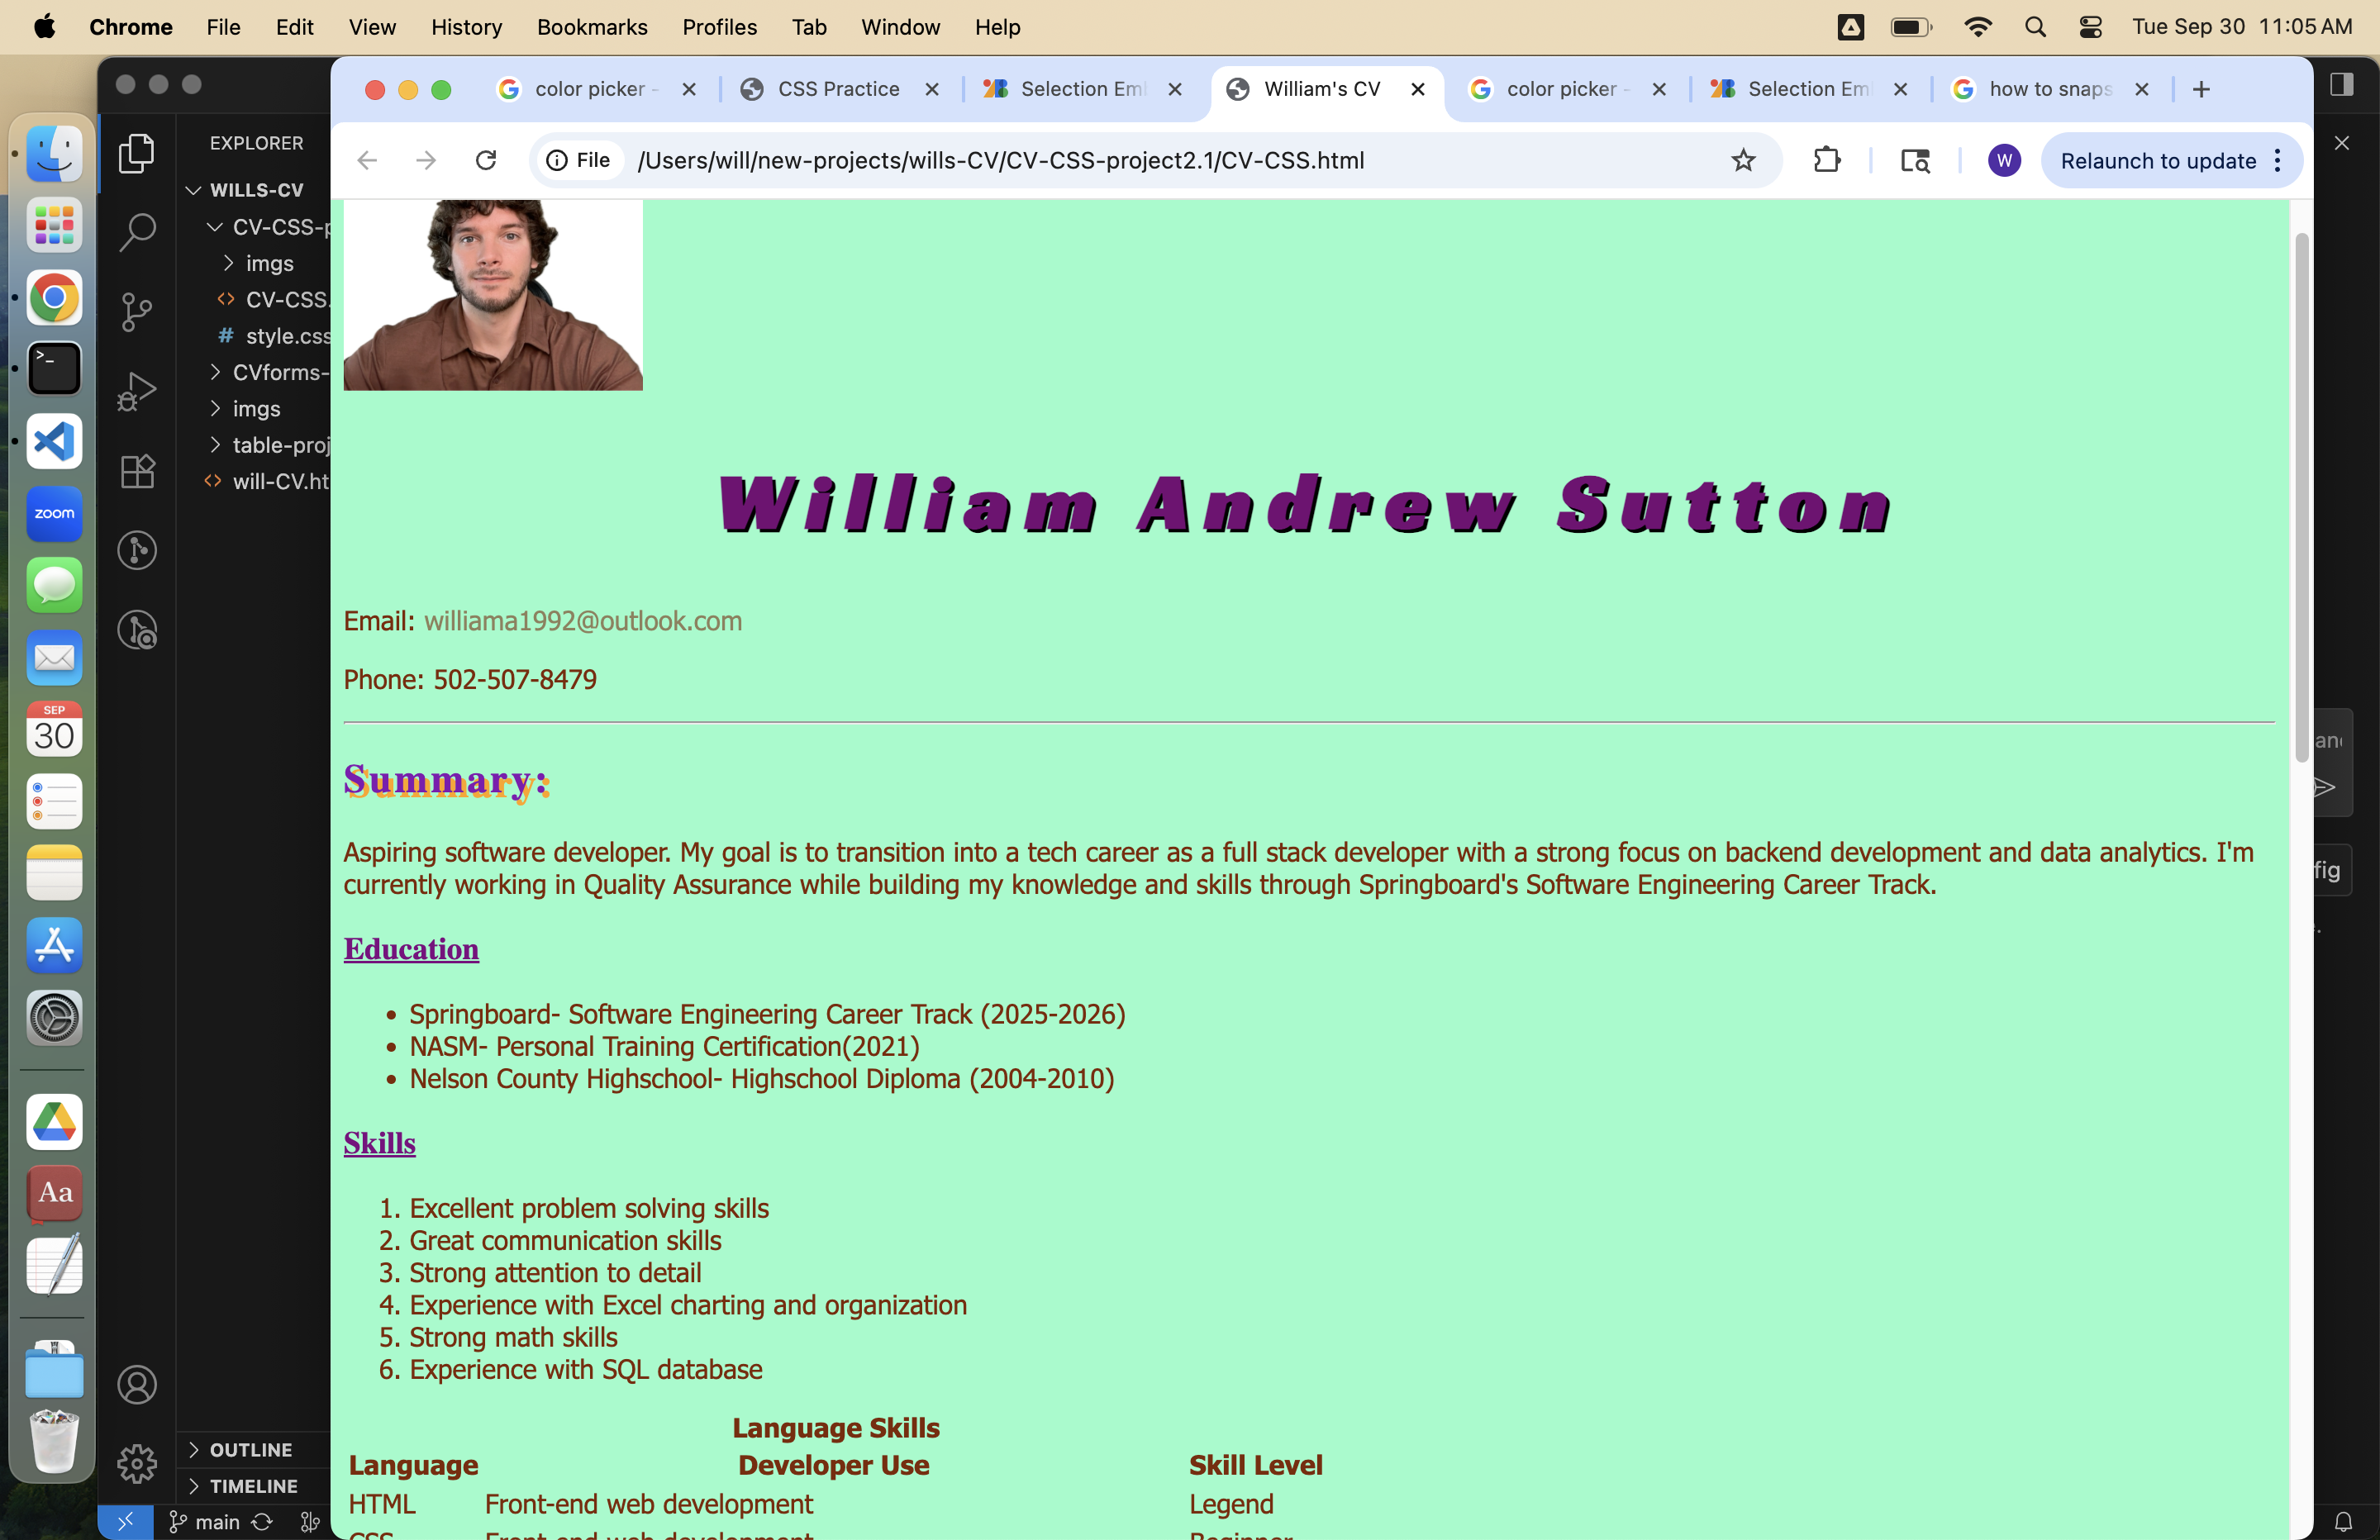 Chrome File Edit View History Bookmarks Profiles Tab Window Help Tue Sep 30 11:05 AM
color picker - CSS Practice Selection Em William's CV color picker - Selection Em how to snaps
File /Users/will/new-projects/wills-CV/CV-CSS-project2.1/CV-CSS.html W Relaunch to update
EXPLORER
WILLS-CV
CV-CSS-p
imgs
CV-CSS.
style.css
CVforms-
imgs
table-proj
will-CV.ht
OUTLINE
TIMELINE
main
zoom
SEP
30
Aa
William Andrew Sutton
Email: williama1992@outlook.com
Phone: 502-507-8479
Summary:
Aspiring software developer. My goal is to transition into a tech career as a full stack developer with a strong focus on backend development and data analytics. I'm
currently working in Quality Assurance while building my knowledge and skills through Springboard's Software Engineering Career Track.
Education
• Springboard- Software Engineering Career Track (2025-2026)
• NASM- Personal Training Certification(2021)
• Nelson County Highschool- Highschool Diploma (2004-2010)
Skills
1. Excellent problem solving skills
2. Great communication skills
3. Strong attention to detail
4. Experience with Excel charting and organization
5. Strong math skills
6. Experience with SQL database
Language Skills
Language Developer Use Skill Level
HTML Front-end web development Legend
CSS Front-end web development Beginner